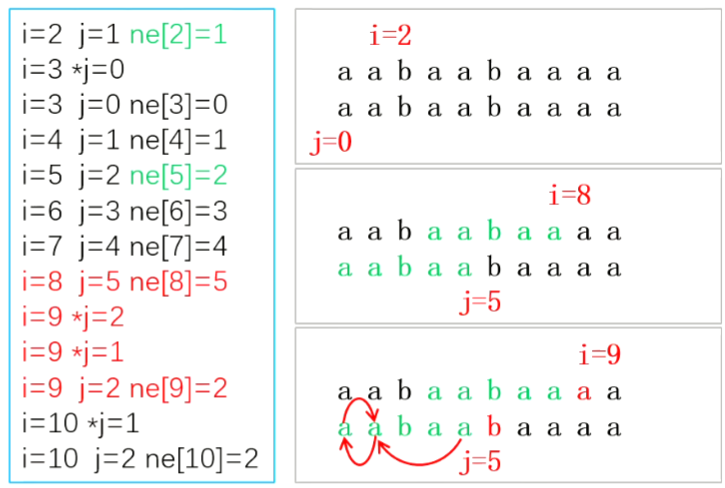 i=2 j=1 ne[2]=1
i=3 *j=0
i=3 j=0 ne[3]=0
i=4 j=1 ne[4]=1
i=5 j=2 ne[5]=2
i=6 j=3 ne[6]=3
i=7 j=4 ne[7]=4
i=8 j=5 ne[8]=5
i=9 *j=2
i=9 *j=1
i=9 j=2 ne[9]=2
i=10 *j=1
i=10 j=2 ne[10]=2
i=2
a a b a a b a a a a
a a b a a b a a a a
j=0
i=8
a a b a a b a a a a
a a b a a b a a a a
j=5
i=9
a a b a a b a a a a
a a b a a b a a a a
j=5